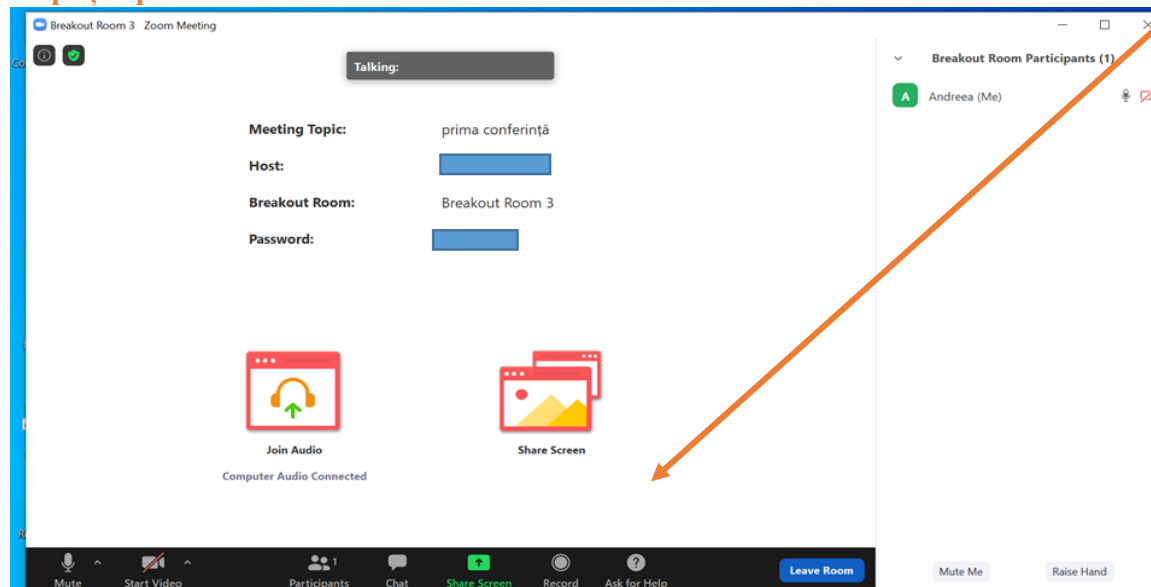 Breakout Room 3 Zoom Meeting
Talking:
Breakout Room Participants (1)
A Andreea (Me)
Meeting Topic: prima conferință
Host:
Breakout Room: Breakout Room 3
Password:
Join Audio Share Screen
Computer Audio Connected
1
Mute Start Video Participants Chat Share Screen Record Ask for Help Leave Room Mute Me Raise Hand